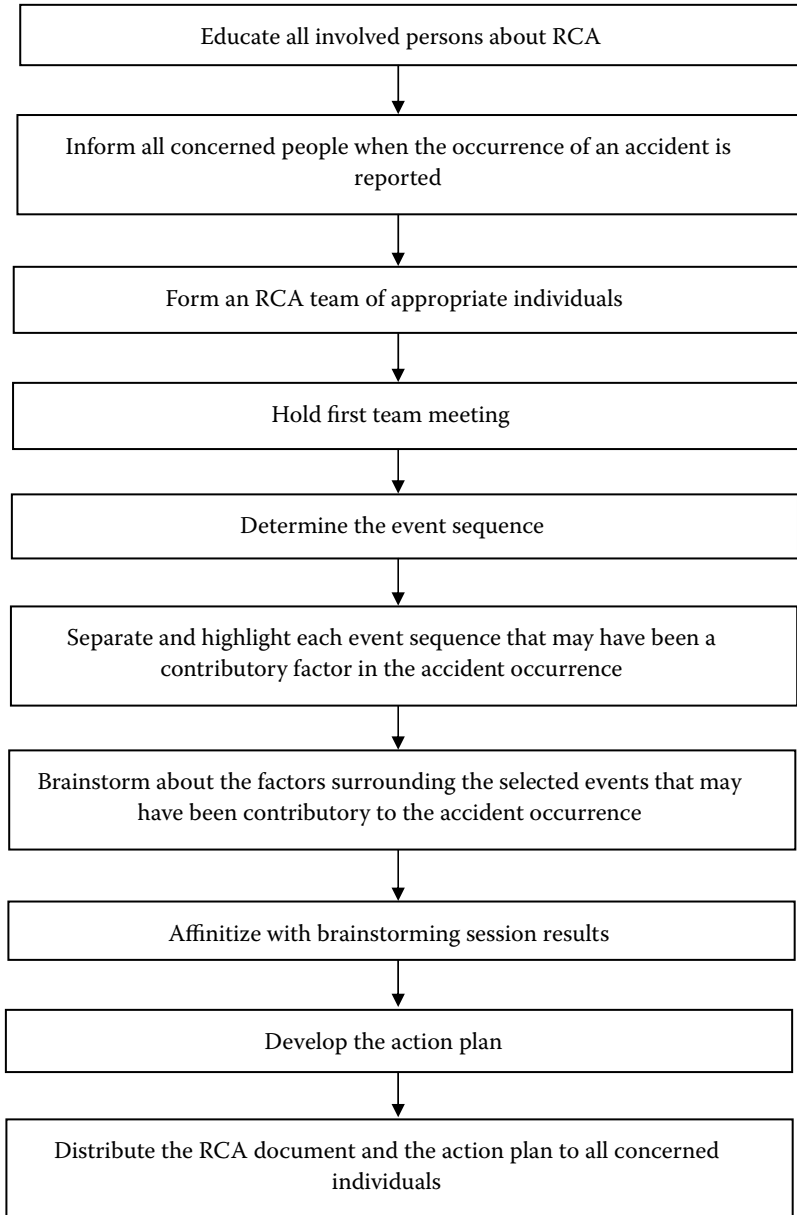 Educate all involved persons about RCA
Inform all concerned people when the occurrence of an accident is
reported
Form an RCA team of appropriate individuals
Hold first team meeting
Determine the event sequence
Separate and highlight each event sequence that may have been a
contributory factor in the accident occurrence
Brainstorm about the factors surrounding the selected events that may
have been contributory to the accident occurrence
Affinitize with brainstorming session results
Develop the action plan
Distribute the RCA document and the action plan to all concerned
individuals